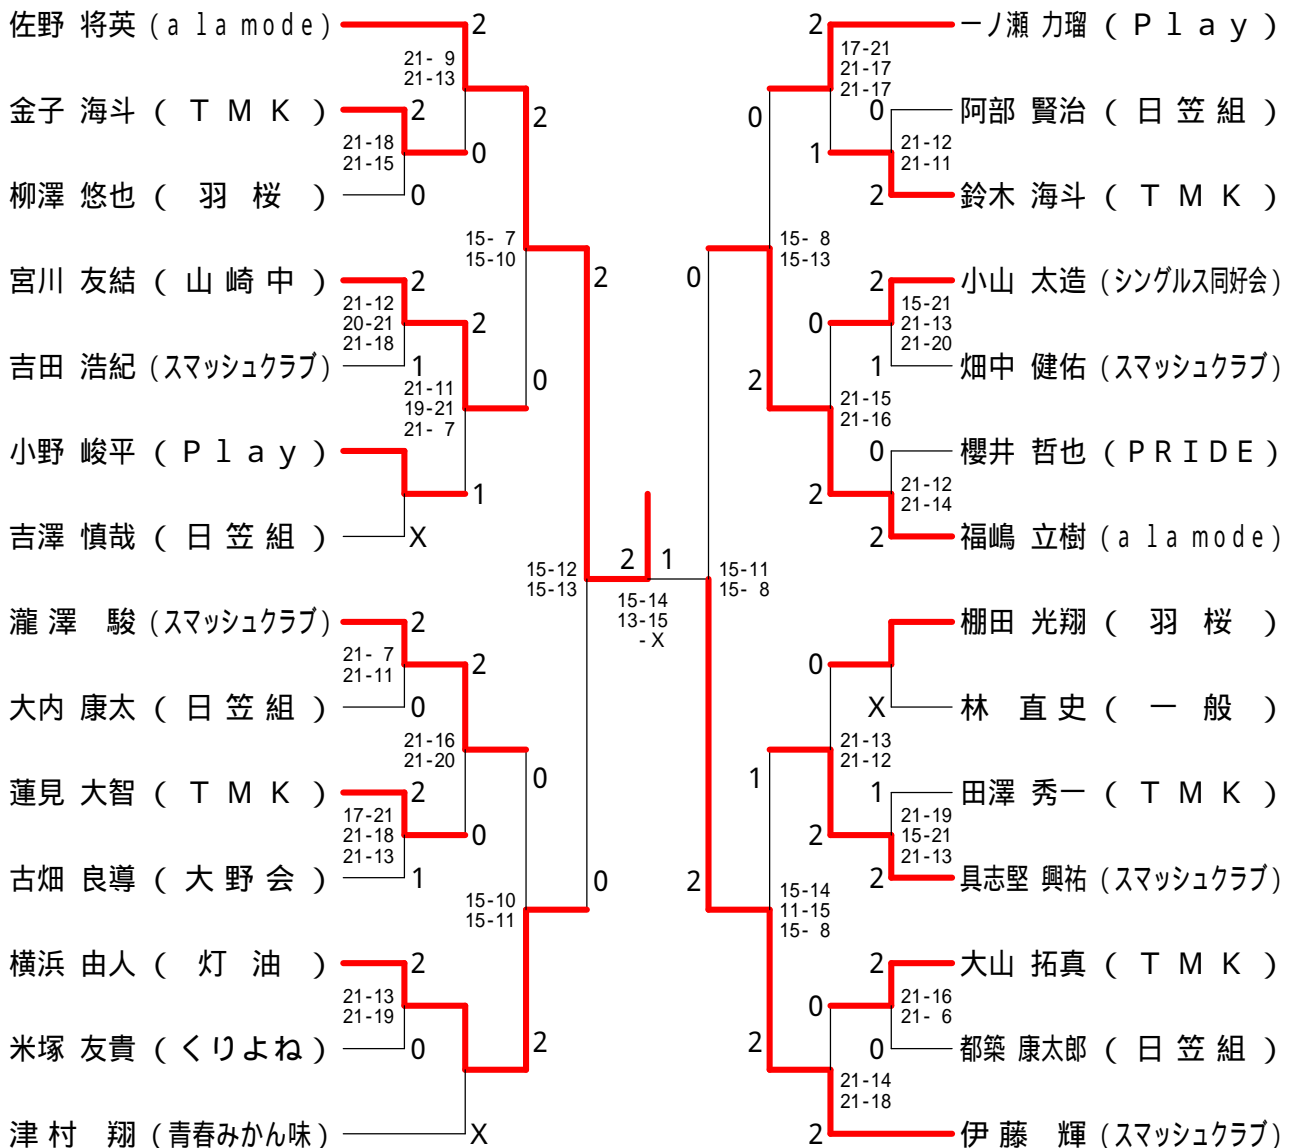 佐野 将英 (a la mode) 2
21- 9
21-13
金子 海斗 ( T M K ) 2
2
21-18
21-15
0
柳澤 悠也 ( 羽 桜 ) 0
15- 7
15-10
宮川 友結 ( 山 崎 中 ) 2
2
21-12
20-21
21-18
2
吉田 浩紀 (スマッシュクラブ) 1
0
21-11
19-21
21- 7
小野 峻平 ( P l a y )
1
吉澤 慎哉 ( 日 笠 組 ) X
15-12
15-13
瀧 澤 駿 (スマッシュクラブ) 2
21- 7
21-11
2
大内 康太 ( 日 笠 組 ) 0
21-16
21-20
0
蓮見 大智 ( T M K ) 2
17-21
21-18
21-13
0
古畑 良導 ( 大 野 会 ) 1
0
15-10
15-11
横浜 由人 ( 灯 油 ) 2
21-13
21-19
米塚 友貴 ( くりよね ) 0
2
津 村 翔 (青春みかん味) X
2 1
15-14
13-15
- X
2 一ノ瀬 力瑠 ( P l a y )
17-21
21-17
21-17
0 阿部 賢治 ( 日 笠 組 )
0
21-12
21-11
1
2 鈴木 海斗 ( T M K )
15- 8
15-13
0
2 小山 太造 (シングルス同好会)
15-21
21-13
21-20
0
1 畑中 健佑 (スマッシュクラブ)
2
21-15
21-16
0 櫻井 哲也 ( P R I D E )
21-12
21-14
2
2 福嶋 立樹 (a la mode)
15-11
15- 8
棚田 光翔 ( 羽 桜 )
0
X 林 直 史 ( 一 般 )
21-13
21-12
1
1 田澤 秀一 ( T M K )
21-19
15-21
21-13
2
2 具志堅 興祐 (スマッシュクラブ)
2
15-14
11-15
15- 8
2 大山 拓真 ( T M K )
21-16
21- 6
0
0 都築 康太郎 ( 日 笠 組 )
2
21-14
21-18
2 伊 藤 輝 (スマッシュクラブ)